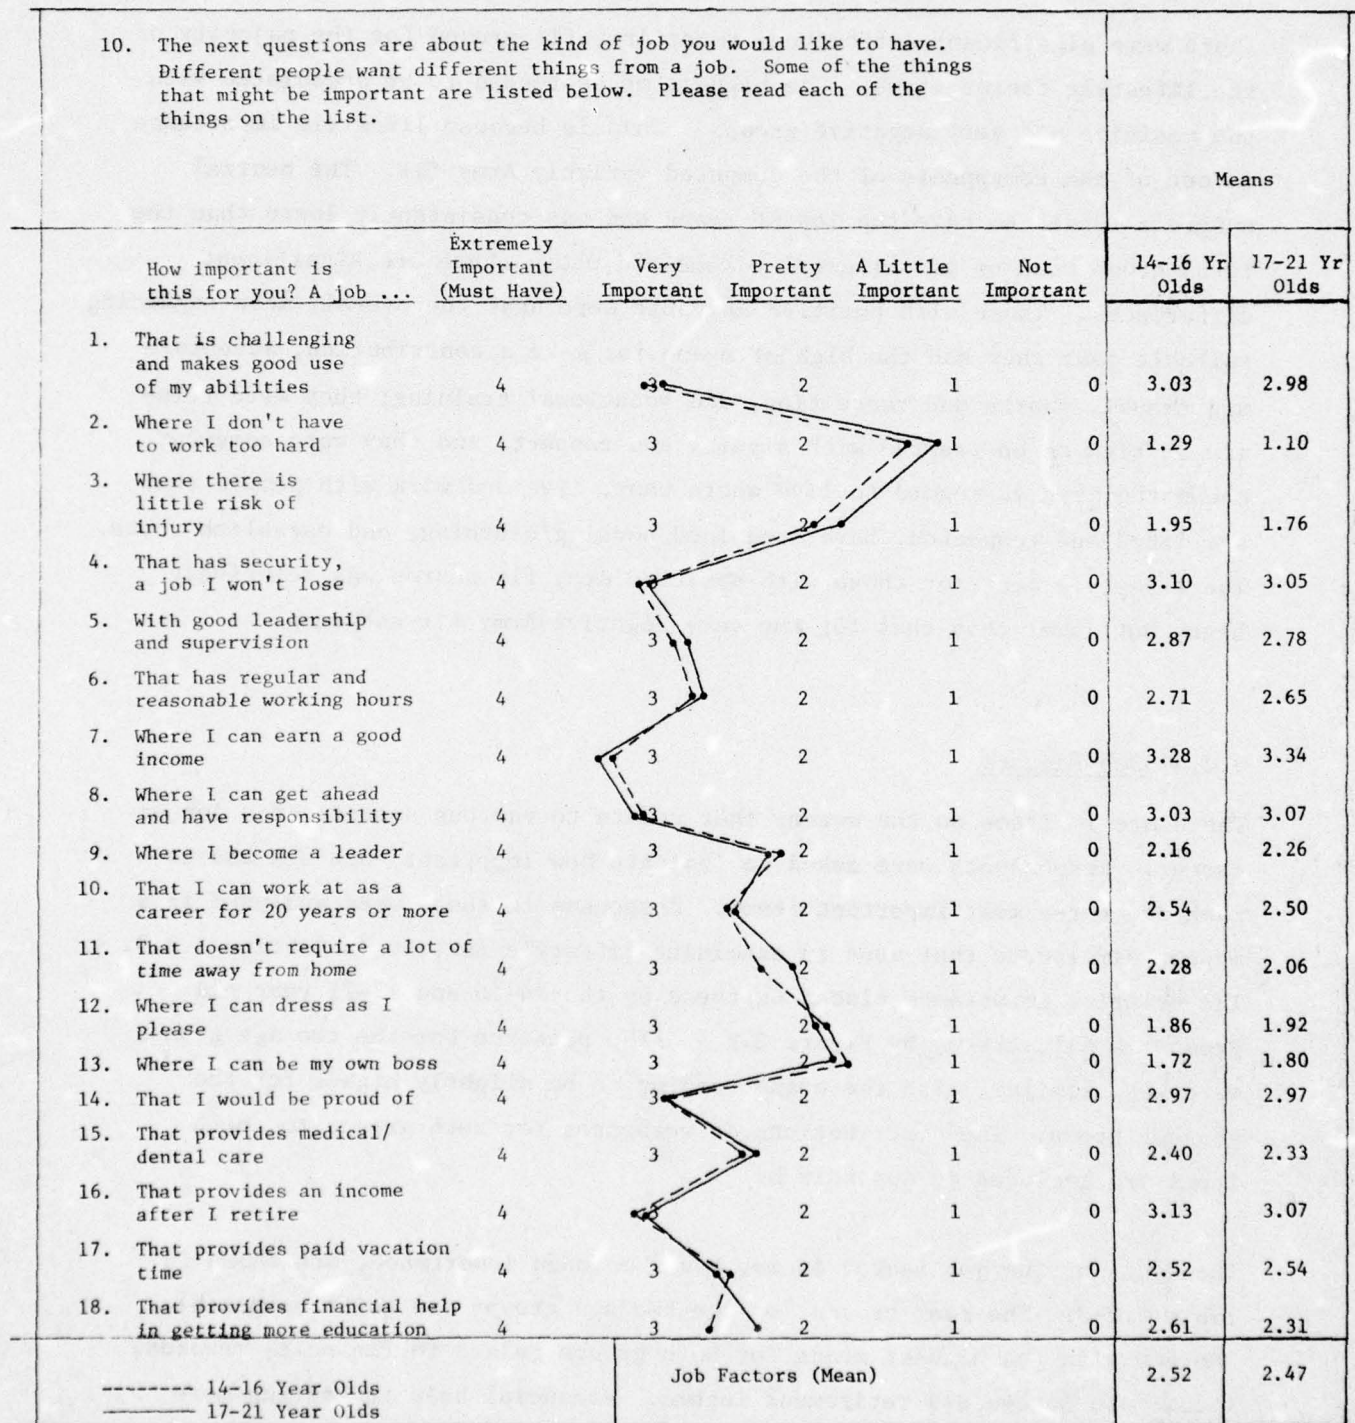 10. The next questions are about the kind of job you would like to have.
Different people want different things from a job. Some of the things
that might be important are listed below. Please read each of the
things on the list.
Means
How important is
this for you? A job ...
Extremely
Important
(Must Have)
Very
Important
Pretty
Important
A Little
Important
Not
Important
14-16 Yr
Olds
17-21 Yr
Olds
1. That is challenging
and makes good use
of my abilities 4 3 2 1 0 3.03 2.98
2. Where I don't have
to work too hard 4 3 2 1 0 1.29 1.10
3. Where there is
little risk of
injury 4 3 2 1 0 1.95 1.76
4. That has security,
a job I won't lose 4 3 2 1 0 3.10 3.05
5. With good leadership
and supervision 4 3 2 1 0 2.87 2.78
6. That has regular and
reasonable working hours 4 3 2 1 0 2.71 2.65
7. Where I can earn a good
income 4 3 2 1 0 3.28 3.34
8. Where I can get ahead
and have responsibility 4 3 2 1 0 3.03 3.07
9. Where I become a leader 4 3 2 1 0 2.16 2.26
10. That I can work at as a
career for 20 years or more 4 3 2 1 0 2.54 2.50
11. That doesn't require a lot of
time away from home 4 3 2 1 0 2.28 2.06
12. Where I can dress as I
please 4 3 2 1 0 1.86 1.92
13. Where I can be my own boss 4 3 2 1 0 1.72 1.80
14. That I would be proud of 4 3 2 1 0 2.97 2.97
15. That provides medical/
dental care 4 3 2 1 0 2.40 2.33
16. That provides an income
after I retire 4 3 2 1 0 3.13 3.07
17. That provides paid vacation
time 4 3 2 1 0 2.52 2.54
18. That provides financial help
in getting more education 4 3 2 1 0 2.61 2.31
Job Factors (Mean) 2.52 2.47
14-16 Year Olds
17-21 Year Olds